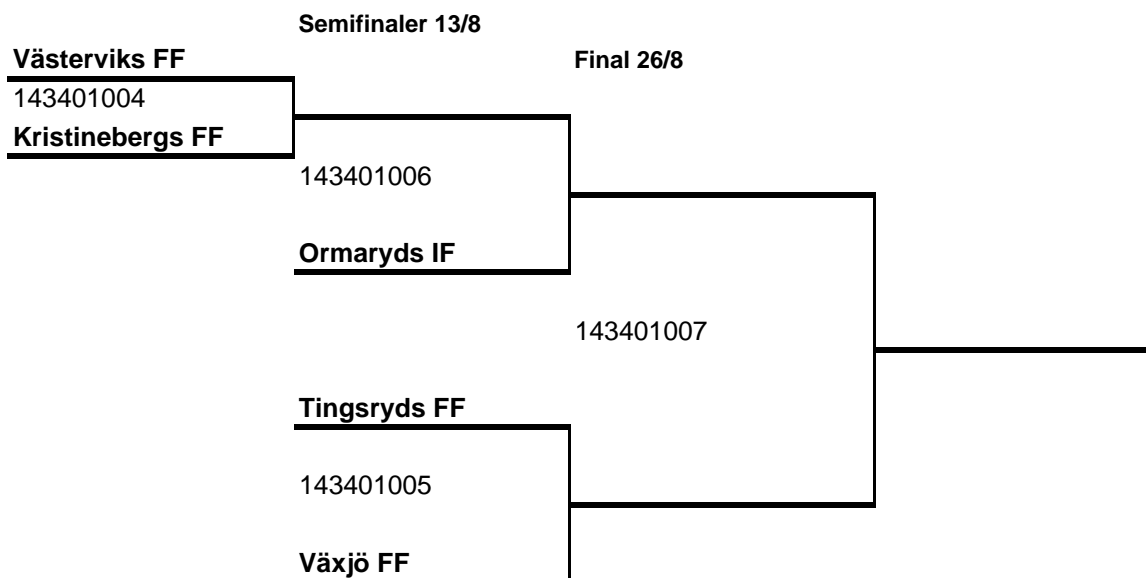 Semifinaler 13/8
Västerviks FF
Final 26/8
143401004
Kristinebergs FF
143401006
Ormaryds IF
143401007
Tingsryds FF
143401005
Växjö FF